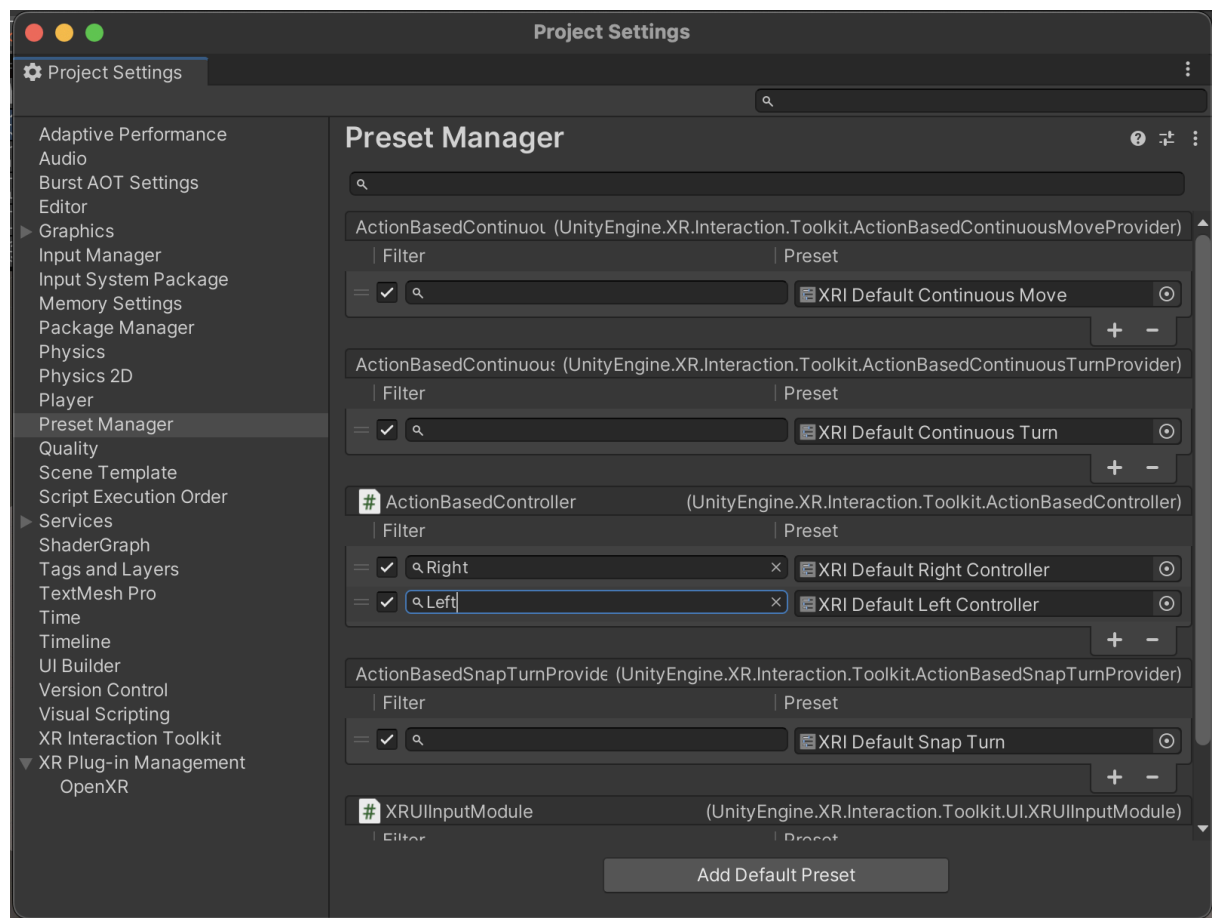 Project Settings
Project Settings
Adaptive Performance
Audio
Burst AOT Settings
Editor
Graphics
Input Manager
Input System Package
Memory Settings
Package Manager
Physics
Physics 2D
Player
Preset Manager
Quality
Scene Template
Script Execution Order
Services
ShaderGraph
Tags and Layers
TextMesh Pro
Time
Timeline
UI Builder
Version Control
Visual Scripting
XR Interaction Toolkit
XR Plug-in Management
OpenXR
Preset Manager
ActionBasedContinuou (UnityEngine.XR.Interaction.Toolkit.ActionBasedContinuousMoveProvider)
Filter Preset
XRI Default Continuous Move
ActionBasedContinuous (UnityEngine.XR.Interaction.Toolkit.ActionBasedContinuousTurnProvider)
Filter Preset
XRI Default Continuous Turn
# ActionBasedController (UnityEngine.XR.Interaction.Toolkit.ActionBasedController)
Filter Preset
Right XRI Default Right Controller
Left XRI Default Left Controller
ActionBasedSnapTurnProvide (UnityEngine.XR.Interaction.Toolkit.ActionBasedSnapTurnProvider)
Filter Preset
XRI Default Snap Turn
# XRUIInputModule (UnityEngine.XR.Interaction.Toolkit.UI.XRUIInputModule)
Filter Preset
Add Default Preset